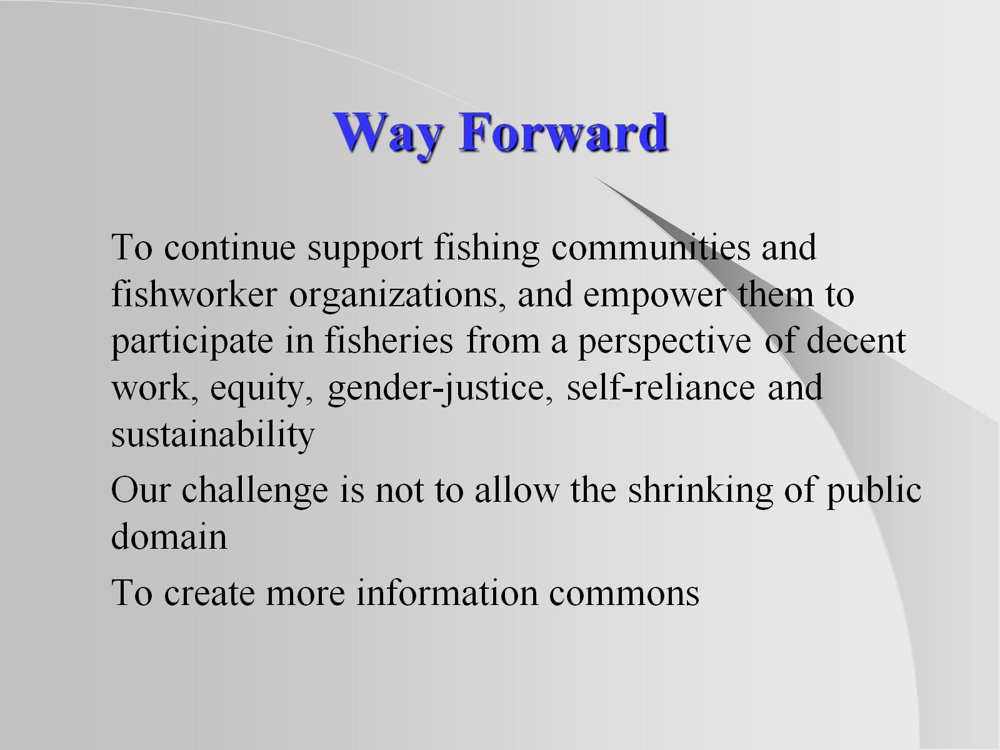 Way Forward
To continue support fishing communities and
fishworker organizations, and empower them to
participate in fisheries from a perspective of decent
work, equity, gender-justice, self-reliance and
sustainability
Our challenge is not to allow the shrinking of public
domain
To create more information commons